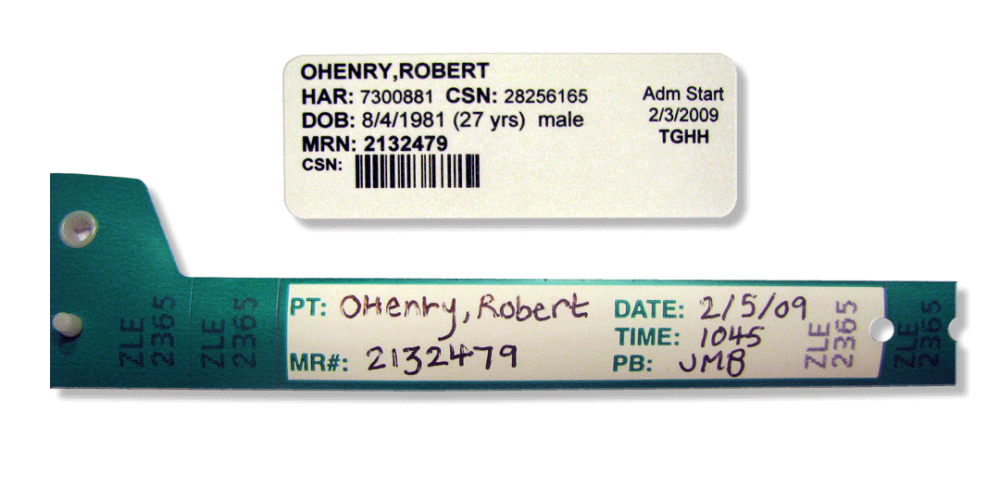 OHENRY,ROBERT
HAR: 7300881 CSN: 28256165
DOB: 8/4/1981 (27 yrs) male
MRN: 2132479
CSN:
Adm Start
2/3/2009
TGHH
ZLE
2365
ZLE
2365
PT: OHenry, Robert
MR#: 2132479
DATE: 2/5/09
TIME: 1045
PB: JMB
ZLE
2365
ZLE
2365